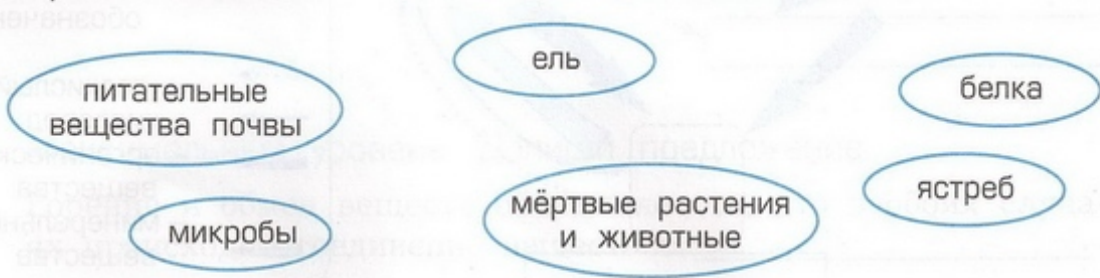 ель
белка
питательные
вещества почвы
ястреб
мёртвые растения
и животные
микробы